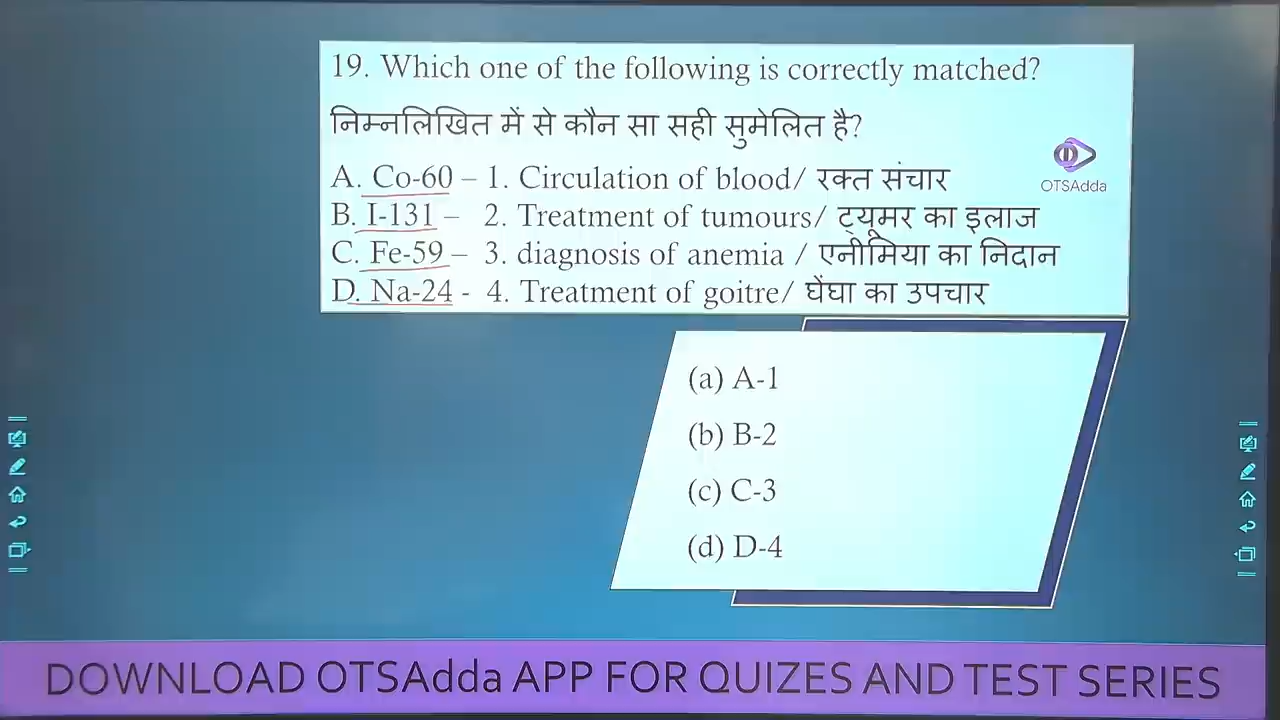 19. Which one of the following is correctly matched?
निम्नलिखित में से कौन सा सही सुमेलित है?
A. Co-60 – 1. Circulation of blood/ रक्त संचार
B. I-131 – 2. Treatment of tumours/ ट्यूमर का इलाज
C. Fe-59 – 3. diagnosis of anemia / एनीमिया का निदान
D. Na-24 - 4. Treatment of goitre/ घेंघा का उपचार
OTSAdda
(a) A-1
(b) B-2
(c) C-3
(d) D-4
DOWNLOAD OTSAdda APP FOR QUIZES AND TEST SERIES